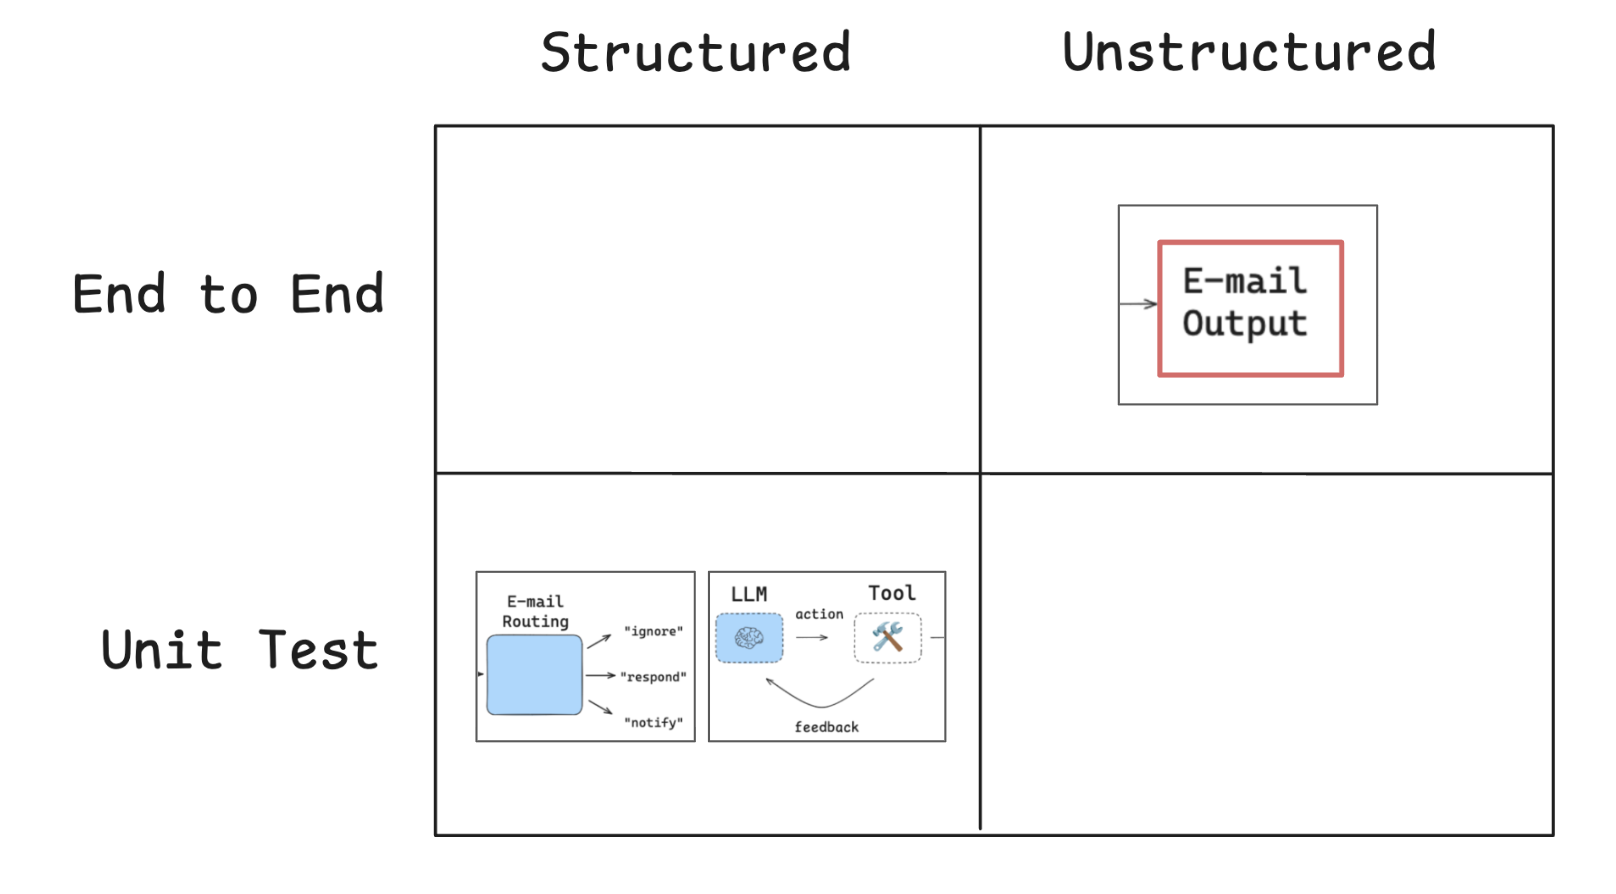 Structured
Unstructured
End to End
E-mail
Output
Unit Test
E-mail
Routing
"ignore"
"respond"
"notify"
LLM
Tool
action
feedback